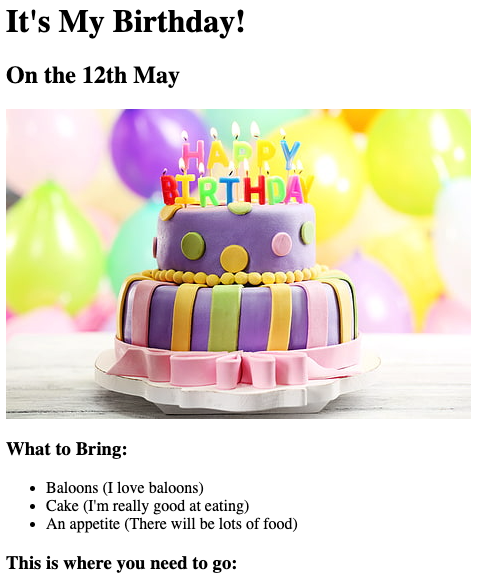 It's My Birthday!
On the 12th May
HAPPY
BIRTHDAY
What to Bring:
Baloons (I love baloons)
Cake (I'm really good at eating)
An appetite (There will be lots of food)
This is where you need to go: